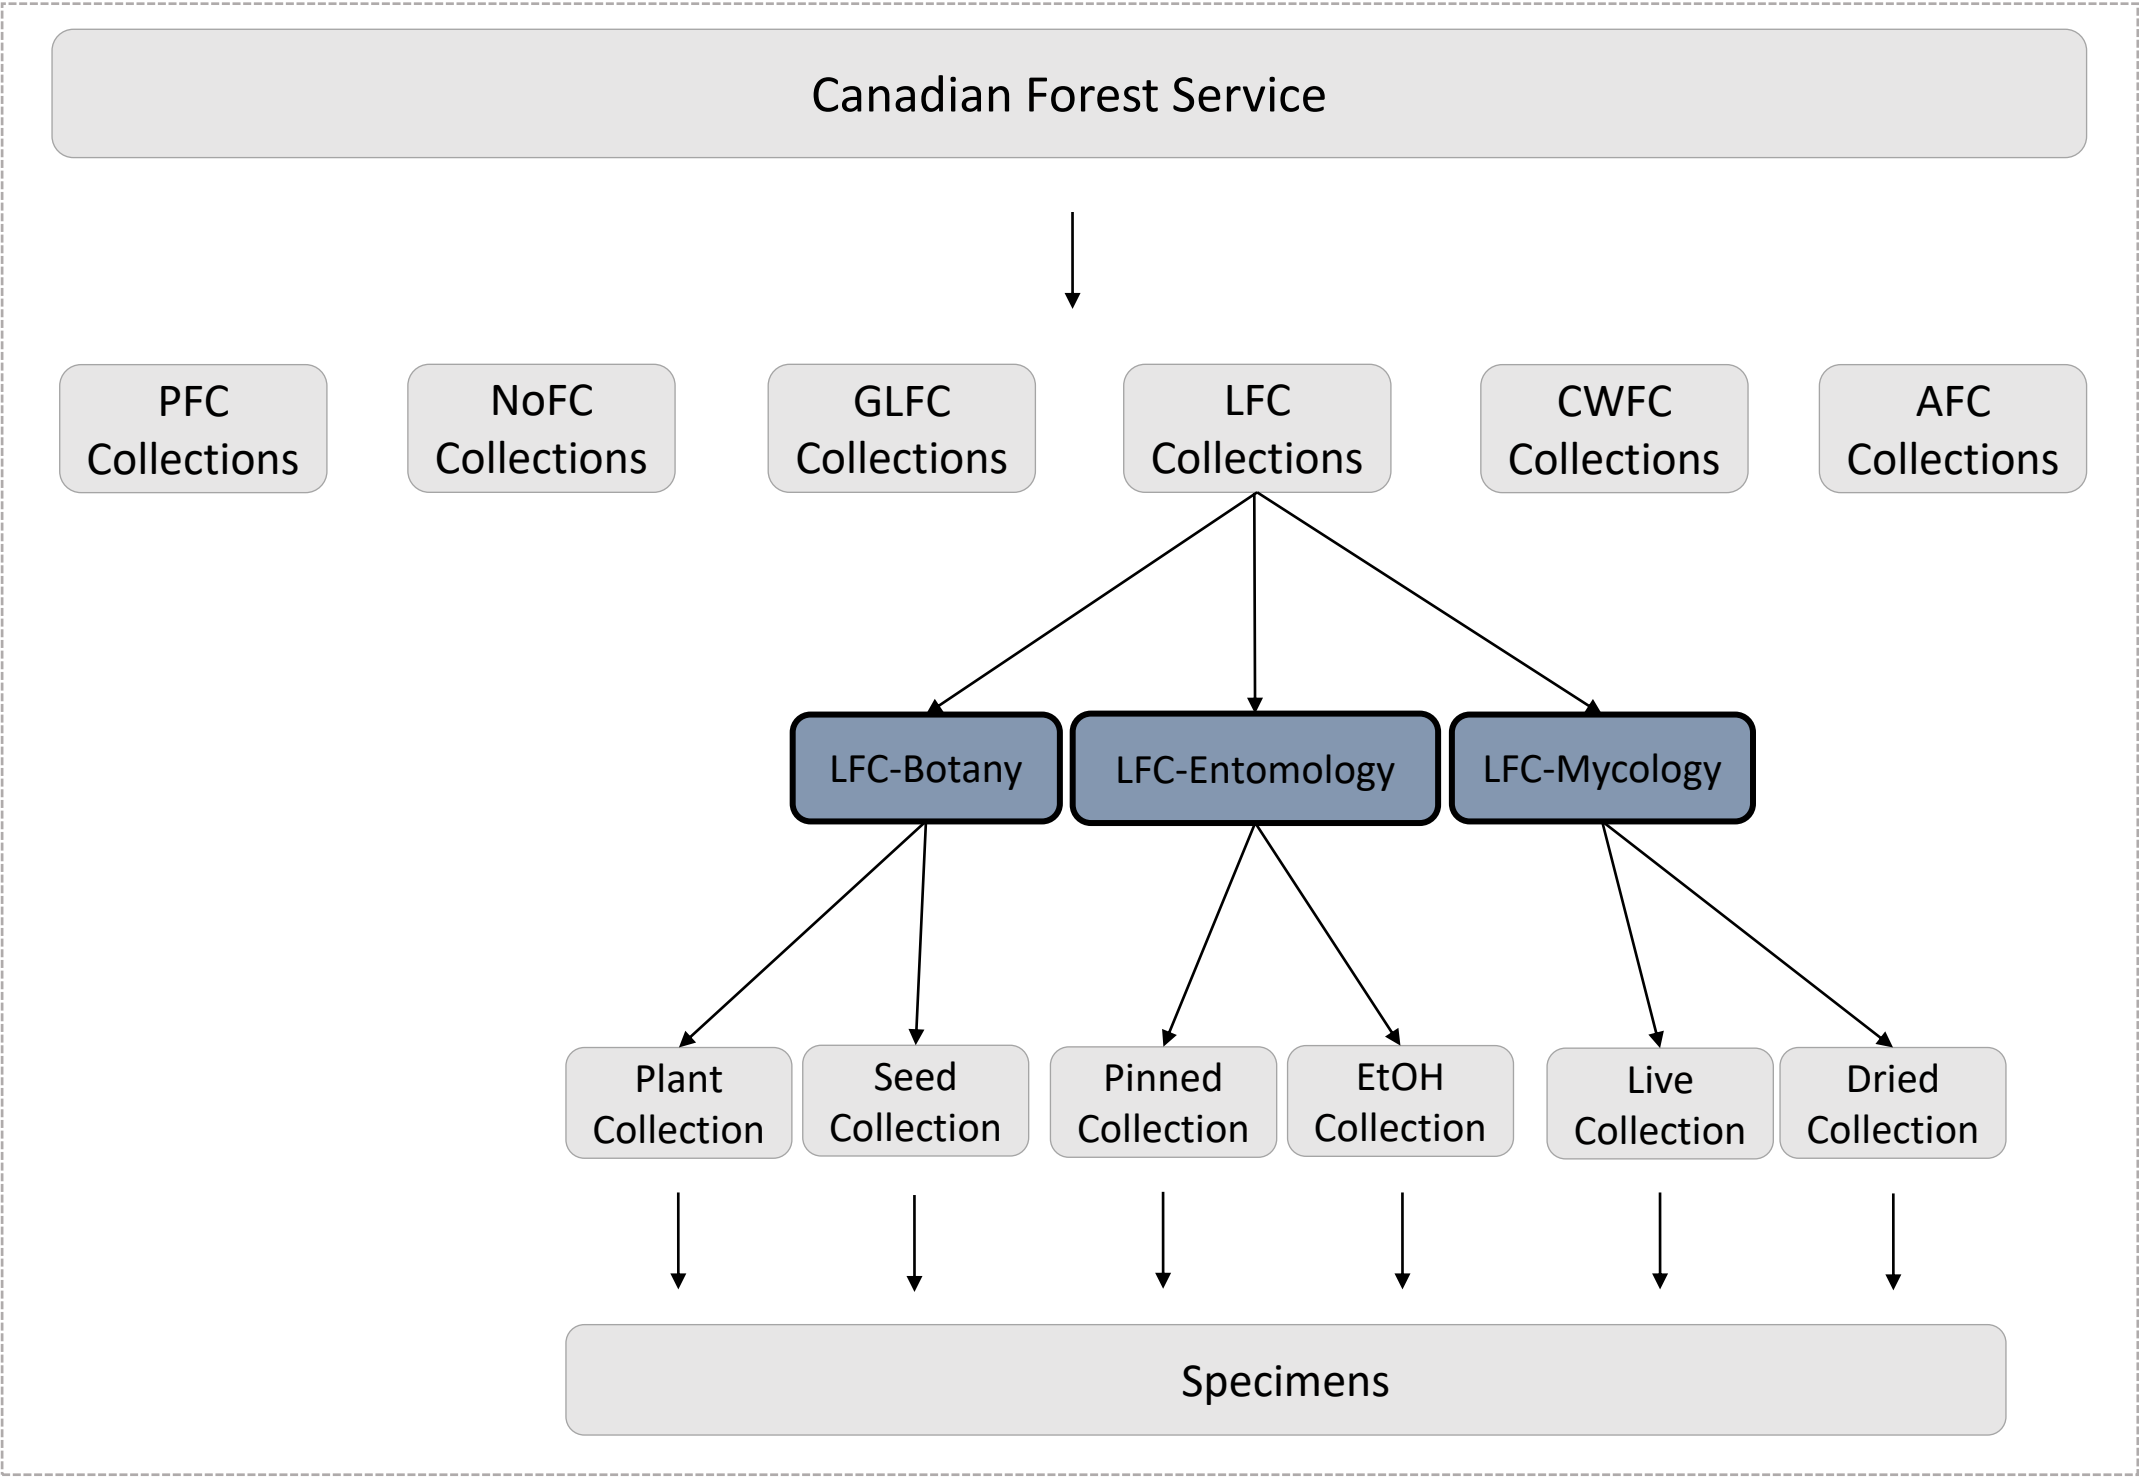 Canadian Forest Service
PFC
Collections
NoFC
Collections
GLFC
Collections
LFC
Collections
CWFC
Collections
AFC
Collections
LFC-Botany
LFC-Entomology
LFC-Mycology
Plant
Collection
Seed
Collection
Pinned
Collection
EtOH
Collection
Live
Collection
Dried
Collection
Specimens